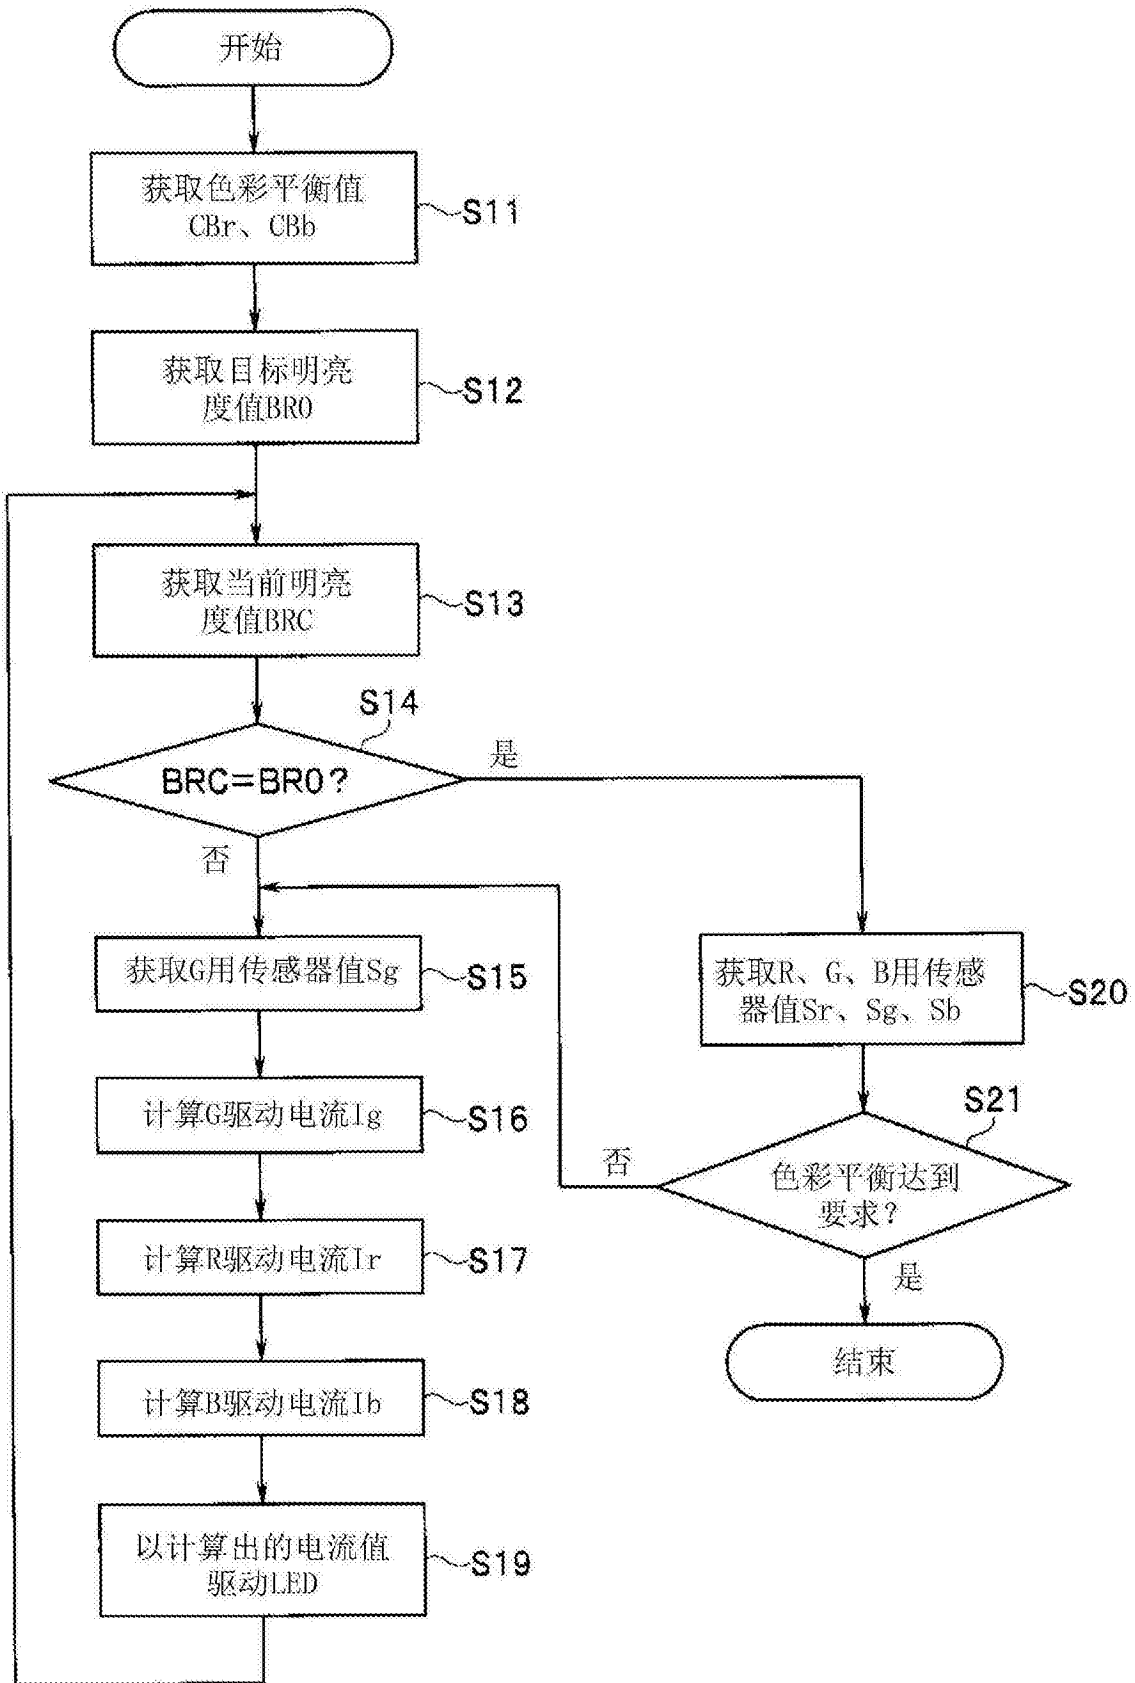 开始
获取色彩平衡值
CBr、CBb
S11
获取目标明亮
度值BR0
S12
获取当前明亮
度值BRC
S13
S14
BRC=BR0?
是
否
获取G用传感器值Sg
S15
获取R、G、B用传感
器值Sr、Sg、Sb
S20
计算G驱动电流Ig
S16
S21
色彩平衡达到
要求?
否
是
计算R驱动电流Ir
S17
结束
计算B驱动电流Ib
S18
以计算出的电流值
驱动LED
S19